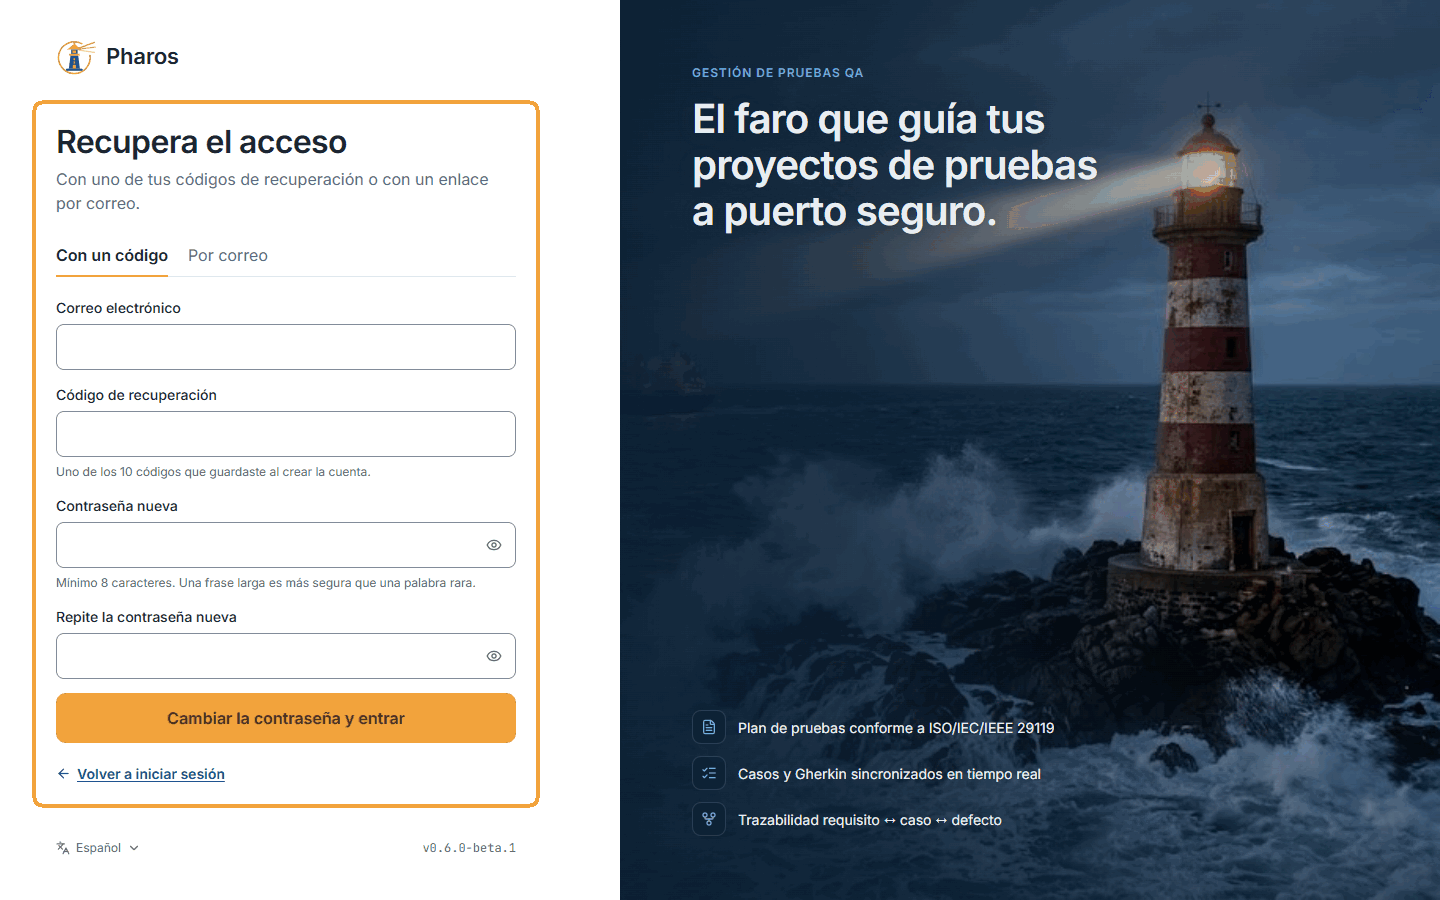 Pharos
Recupera el acceso
Con uno de tus códigos de recuperación o con un enlace
por correo.
Con un código
Por correo
Correo electrónico
Código de recuperación
Uno de los 10 códigos que guardaste al crear la cuenta.
Contraseña nueva
Mínimo 8 caracteres. Una frase larga es más segura que una palabra rara.
Repite la contraseña nueva
Cambiar la contraseña y entrar
← Volver a iniciar sesión
Español
v0.6.0-beta.1
GESTIÓN DE PRUEBAS QA
El faro que guía tus
proyectos de pruebas
a puerto seguro.
Plan de pruebas conforme a ISO/IEC/IEEE 29119
Casos y Gherkin sincronizados en tiempo real
Trazabilidad requisito ↔ caso ↔ defecto